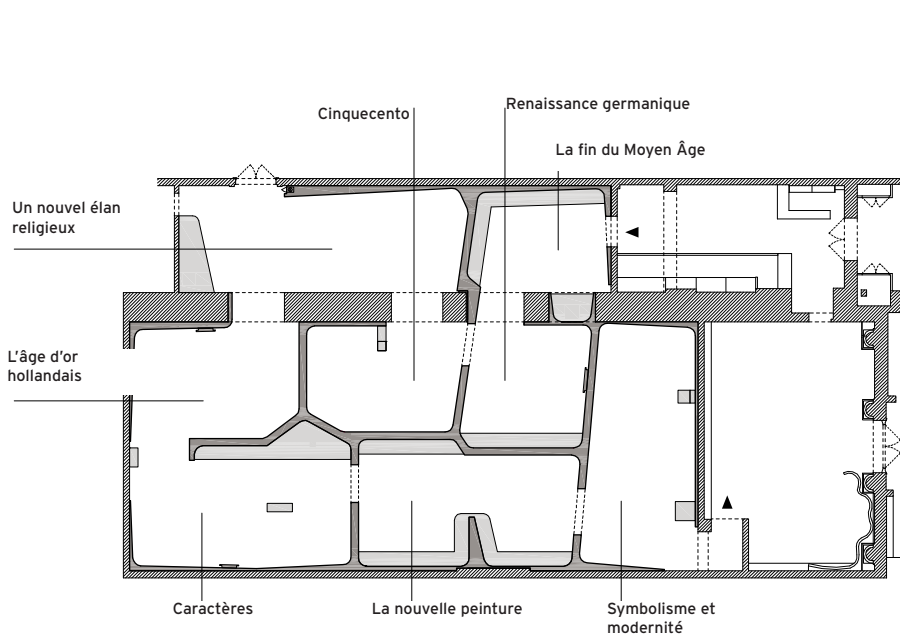 Cinquecento
Renaissance germanique
La fin du Moyen Âge
Un nouvel élan
religieux
L'âge d'or
hollandais
Caractères
La nouvelle peinture
Symbolisme et
modernité